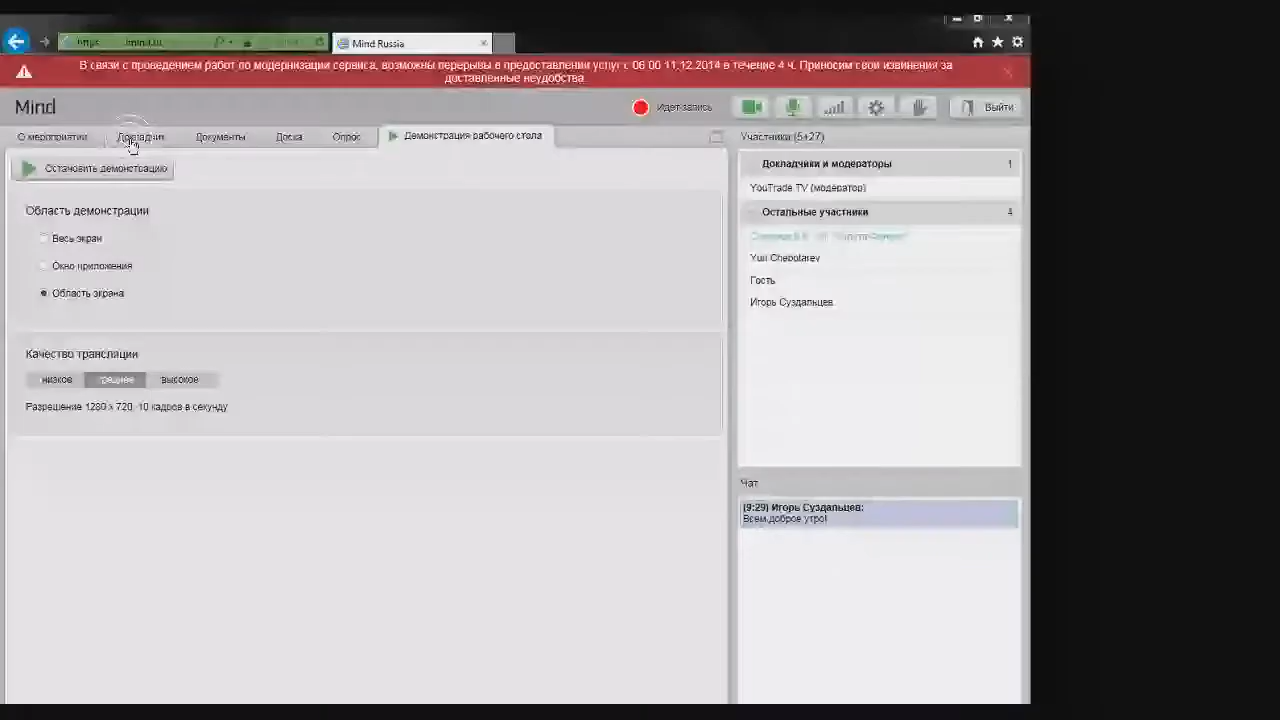 Mind Russia
В связи с проведением работ по модернизации сервиса, возможны перерывы в предоставлении услуг с 06 00 11.12.2014 в течение 4 ч. Приносим свои извинения за
доставленные неудобства.
Mind
Идет запись
Выйти
О мероприятии
Докладчик
Документы
Доска
Опрос
Демонстрация рабочего стола
Участники (5+27)
Остановить демонстрацию
Докладчики и модераторы 1
YouTrade TV (модератор)
Область демонстрации
Остальные участники 4
Весь экран
Yuri Chebotarev
Окно приложения
Гость
Область экрана
Игорь Суздальцев
Качество трансляции
низкое среднее высокое
Разрешение 1280 x 720, 10 кадров в секунду
Чат
(9:29) Игорь Суздальцев:
Всем доброе утро!